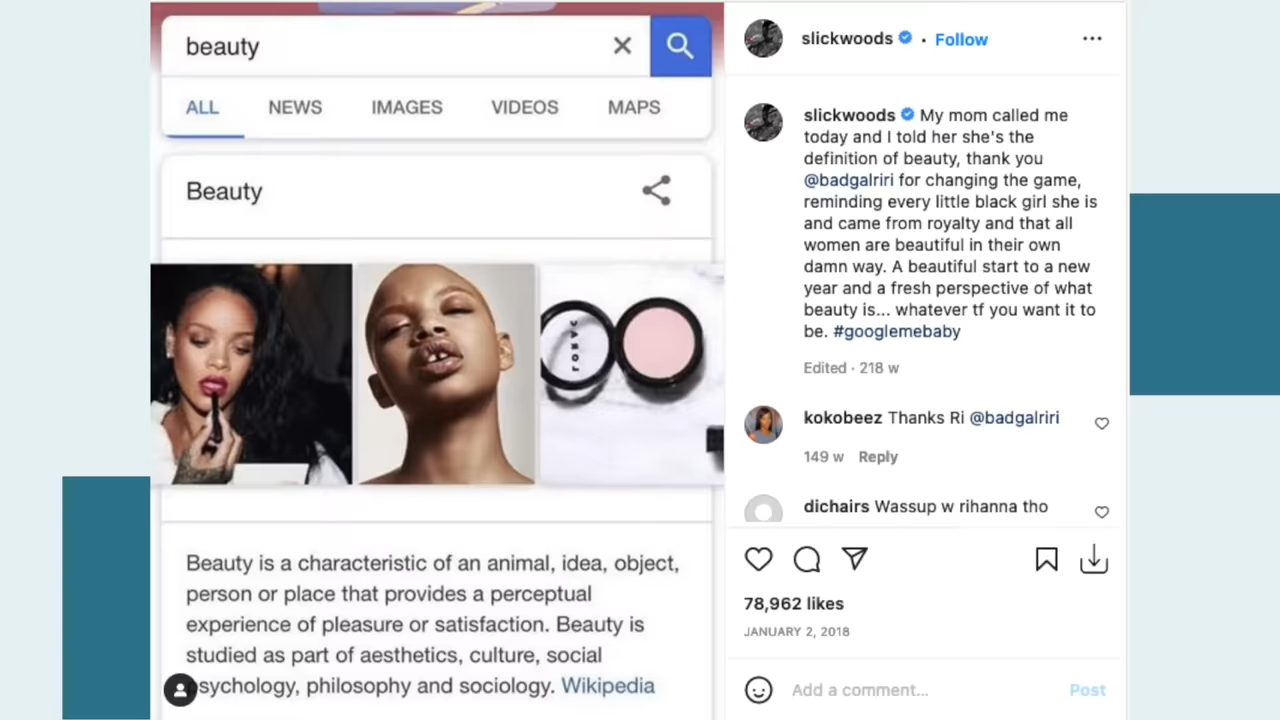 beauty
ALL NEWS IMAGES VIDEOS MAPS
Beauty
Beauty is a characteristic of an animal, idea, object,
person or place that provides a perceptual
experience of pleasure or satisfaction. Beauty is
studied as part of aesthetics, culture, social
psychology, philosophy and sociology. Wikipedia
slickwoods · Follow
slickwoods My mom called me
today and I told her she's the
definition of beauty, thank you
@badgalriri for changing the game,
reminding every little black girl she is
and came from royalty and that all
women are beautiful in their own
damn way. A beautiful start to a new
year and a fresh perspective of what
beauty is... whatever tf you want it to
be. #googlemebaby
Edited · 218 w
kokobeez Thanks Ri @badgalriri
149 w Reply
dichairs Wassup w rihanna tho
78,962 likes
JANUARY 2, 2018
Add a comment...
Post